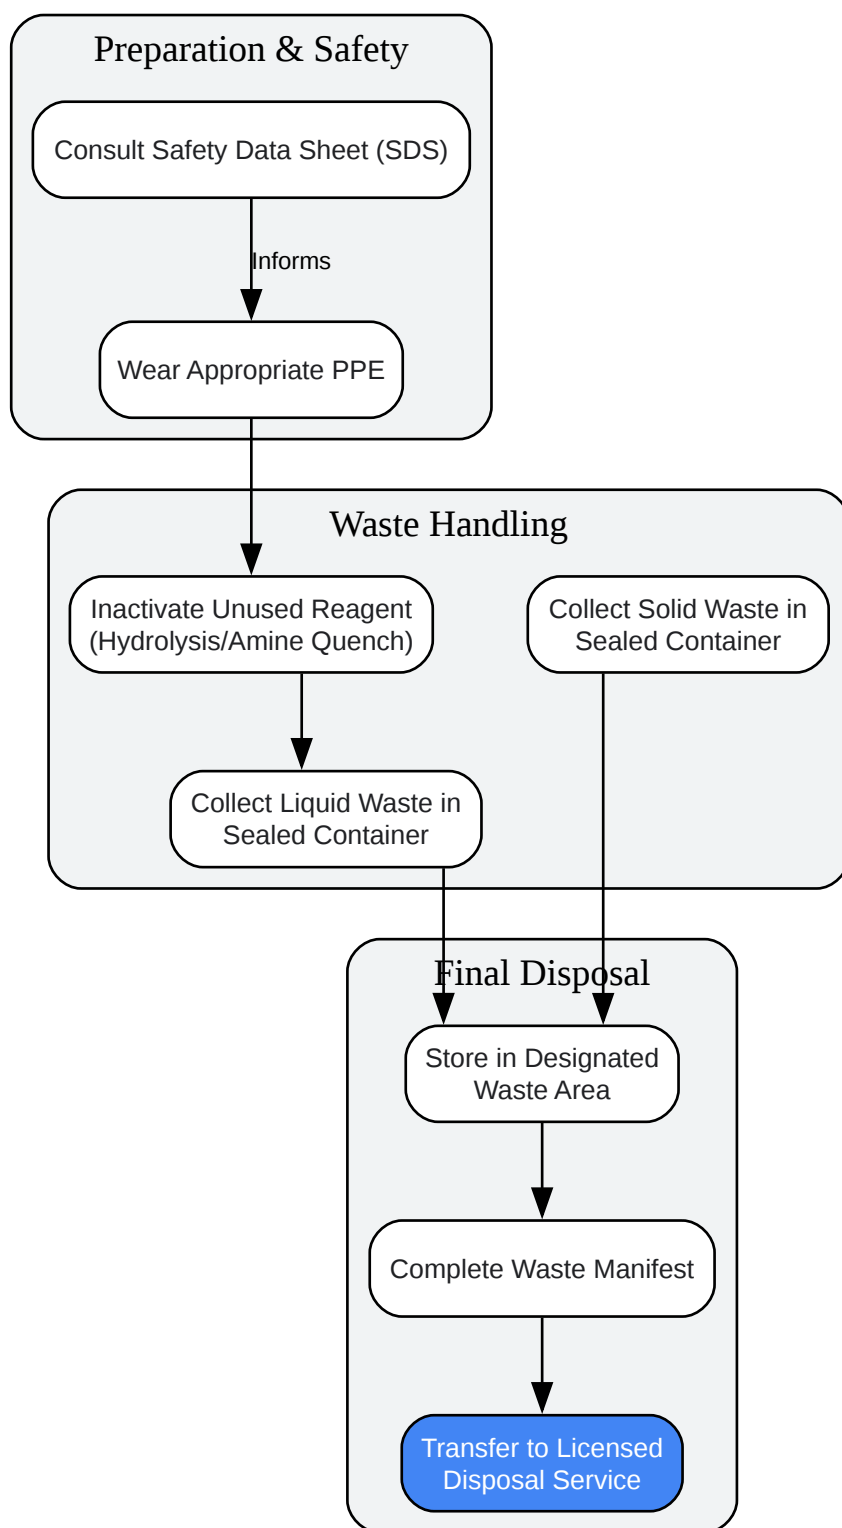 Preparation & Safety
Consult Safety Data Sheet (SDS)
Informs
Wear Appropriate PPE
Waste Handling
Inactivate Unused Reagent
(Hydrolysis/Amine Quench)
Collect Solid Waste in
Sealed Container
Collect Liquid Waste in
Sealed Container
Final Disposal
Store in Designated
Waste Area
Complete Waste Manifest
Transfer to Licensed
Disposal Service